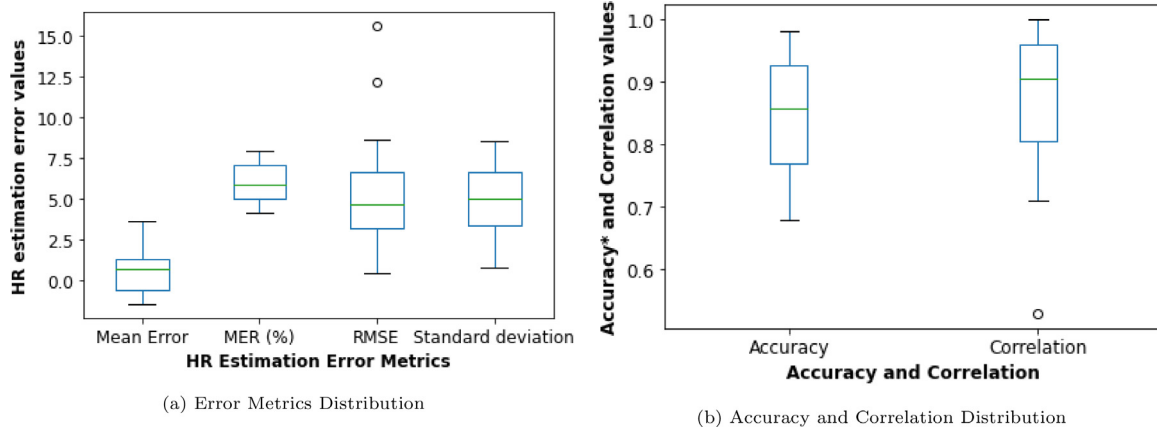 HR estimation error values
15.0
12.5
10.0
7.5
5.0
2.5
0.0
Mean Error MER (%) RMSE Standard deviation
HR Estimation Error Metrics
(a) Error Metrics Distribution
Accuracy* and Correlation values
1.0
0.9
0.8
0.7
0.6
Accuracy Correlation
Accuracy and Correlation
(b) Accuracy and Correlation Distribution